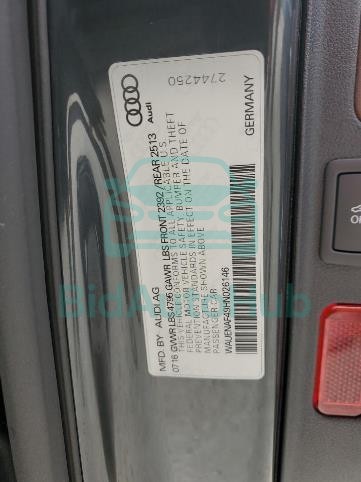 Audi
2744250
MFD. BY AUDI AG
07.16 GVWR LBS 4796 GAWR LBS FRONT 2392 / REAR 2513
THIS VEHICLE CONFORMS TO ALL APPLICABLE U.S.
FEDERAL MOTOR VEHICLE SAFETY, BUMPER AND THEFT
PREVENTION STANDARDS IN EFFECT ON THE DATE OF
MANUFACTURE SHOWN ABOVE
PASSENGER CAR
WAUENAF49HN026146
GERMANY